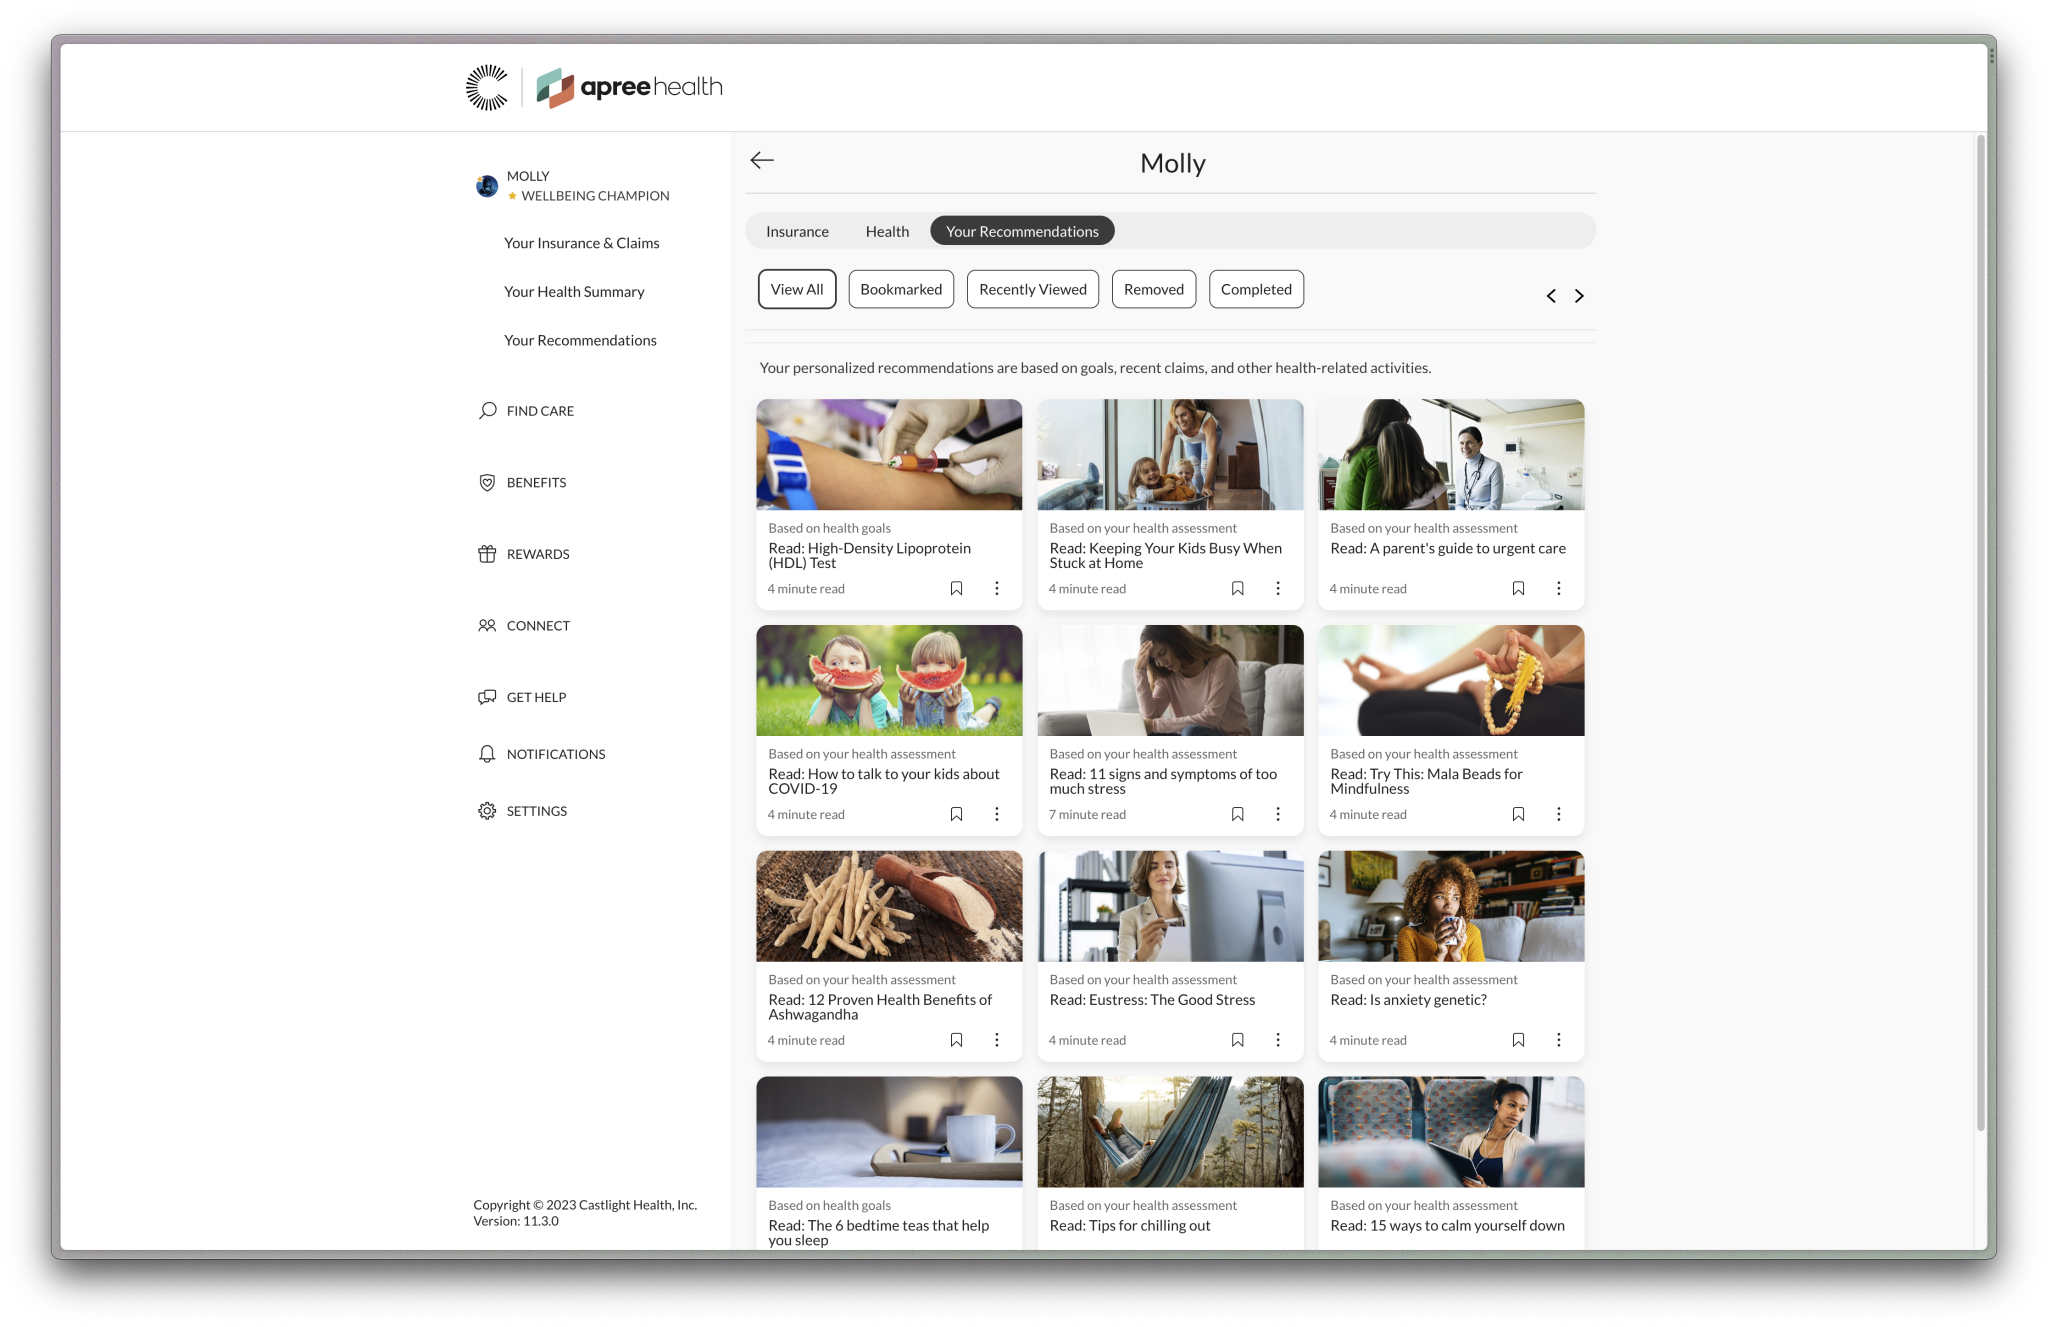 apree health
MOLLY
WELLBEING CHAMPION
Your Insurance & Claims
Your Health Summary
Your Recommendations
FIND CARE
BENEFITS
REWARDS
CONNECT
GET HELP
NOTIFICATIONS
SETTINGS
Copyright © 2023 Castlight Health, Inc.
Version: 11.3.0
Molly
Insurance Health Your Recommendations
View All Bookmarked Recently Viewed Removed Completed
Your personalized recommendations are based on goals, recent claims, and other health-related activities.
Based on health goals
Read: High-Density Lipoprotein
(HDL) Test
4 minute read
Based on your health assessment
Read: Keeping Your Kids Busy When
Stuck at Home
4 minute read
Based on your health assessment
Read: A parent's guide to urgent care
4 minute read
Based on your health assessment
Read: How to talk to your kids about
COVID-19
4 minute read
Based on your health assessment
Read: 11 signs and symptoms of too
much stress
7 minute read
Based on your health assessment
Read: Try This: Mala Beads for
Mindfulness
4 minute read
Based on your health assessment
Read: 12 Proven Health Benefits of
Ashwagandha
4 minute read
Based on your health assessment
Read: Eustress: The Good Stress
4 minute read
Based on your health assessment
Read: Is anxiety genetic?
4 minute read
Based on health goals
Read: The 6 bedtime teas that help
you sleep
Based on your health assessment
Read: Tips for chilling out
Based on your health assessment
Read: 15 ways to calm yourself down